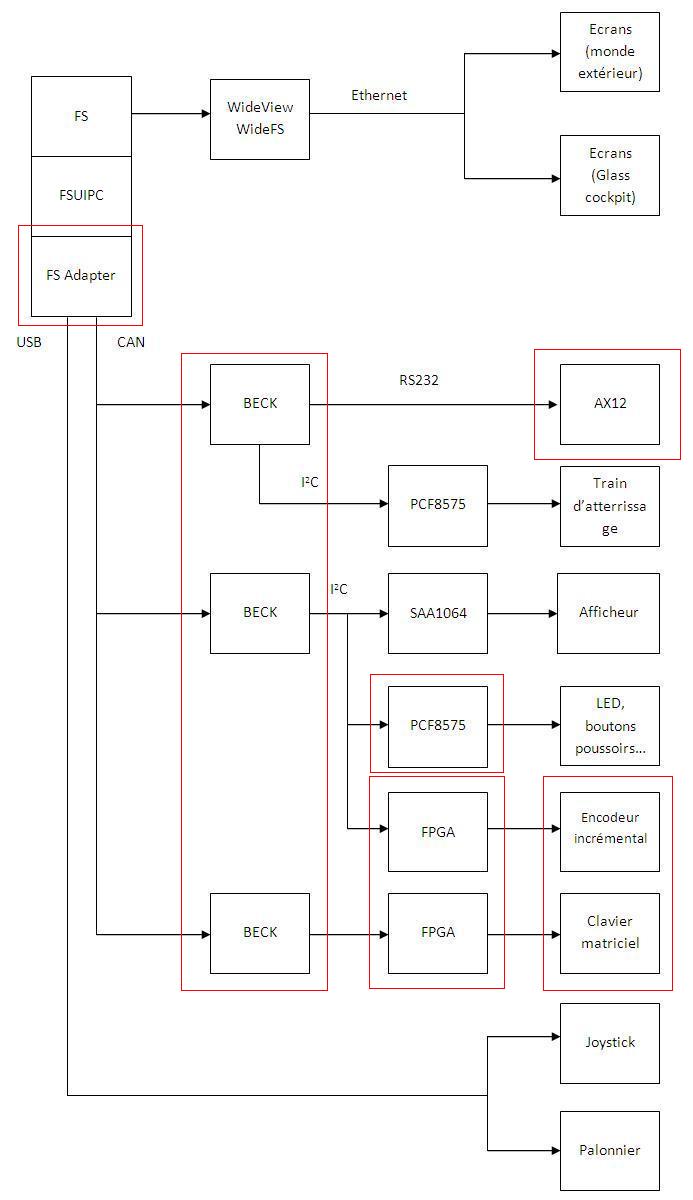 Ecrans
(monde
extérieur)
FS
WideView
WideFS
Ethernet
Ecrans
(Glass
cockpit)
FSUIPC
FS Adapter
USB
CAN
BECK
RS232
AX12
I²C
PCF8575
Train
d’atterrissa
ge
BECK
I²C
SAA1064
Afficheur
PCF8575
LED,
boutons
poussoirs...
FPGA
Encodeur
incrémental
BECK
FPGA
Clavier
matriciel
Joystick
Palonnier